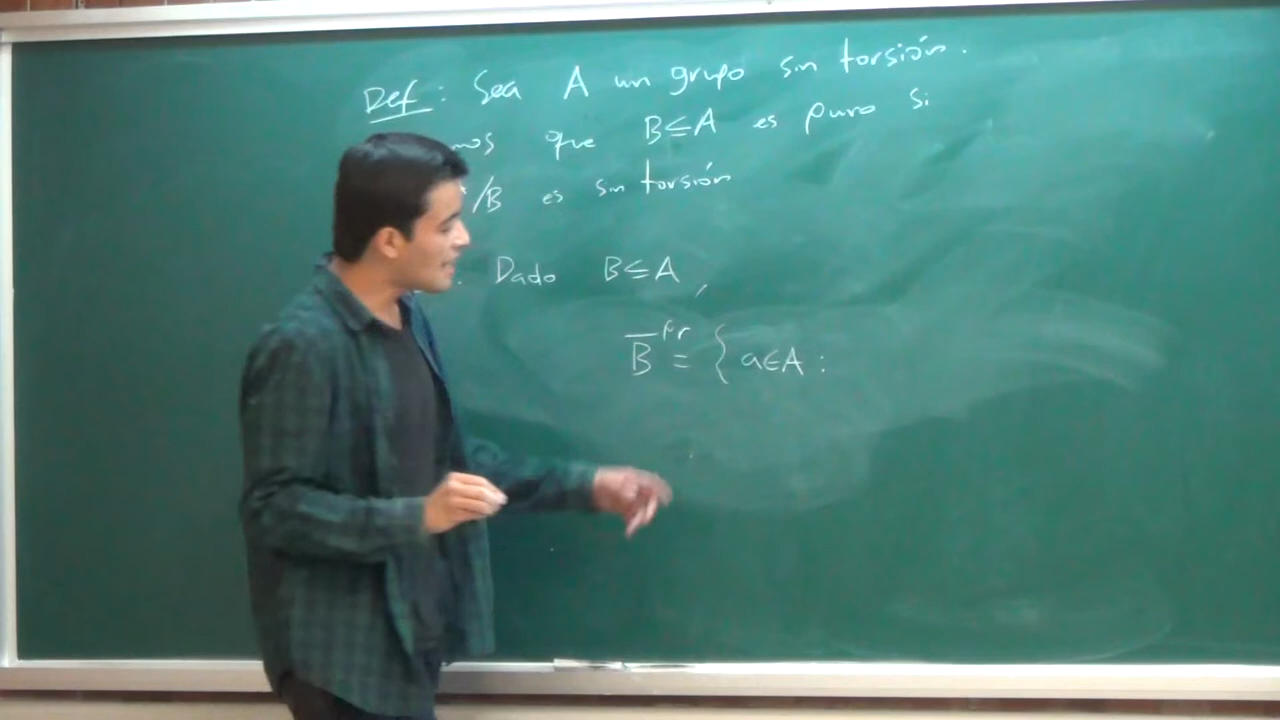 Def: Sea A un grupo sin torsión.
mos que B≤A es puro si
/B es sin torsión
. Dado B≤A,
B̅ᵖʳ = { a∈A :